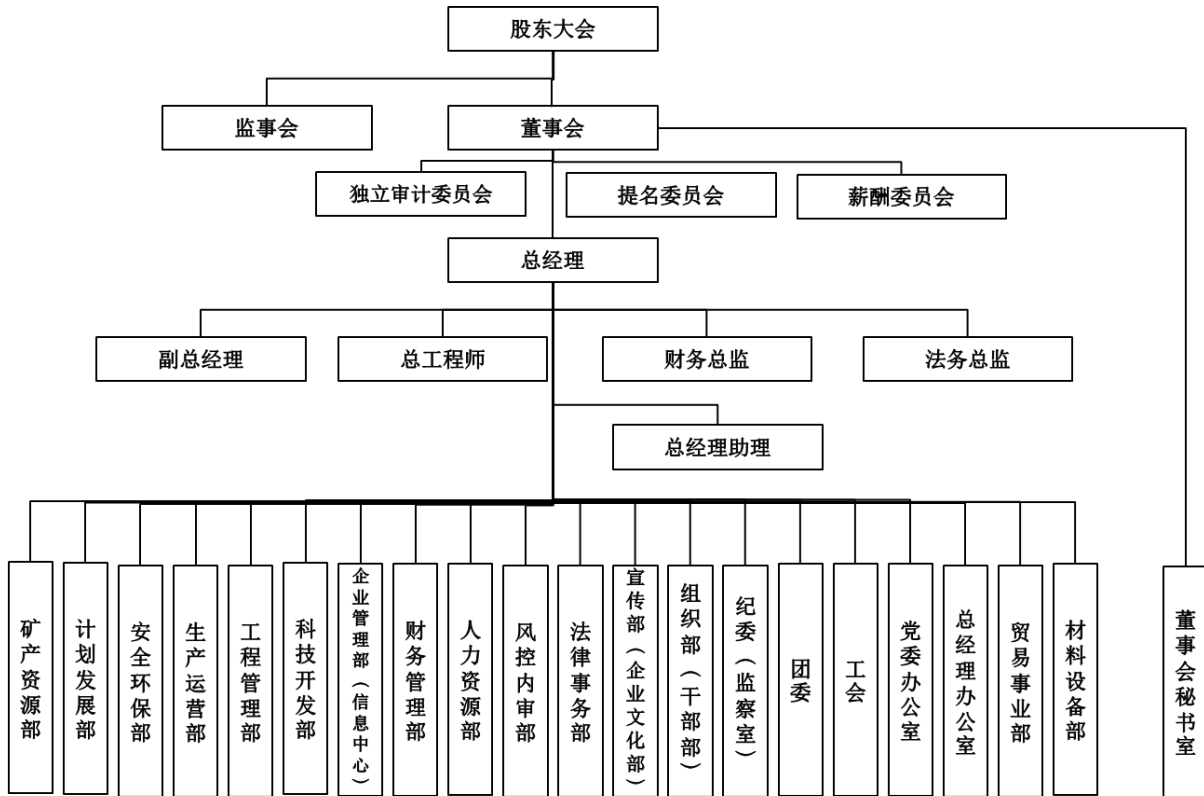 股东大会
监事会
董事会
独立审计委员会
提名委员会
薪酬委员会
总经理
副总经理
总工程师
财务总监
法务总监
总经理助理
矿产资源部
计划发展部
安全环保部
生产运营部
工程管理部
科技开发部
企业管理部（信息中心）
财务管理部
人力资源部
风控内审部
法律事务部
宣传部（企业文化部）
组织部（干部部）
纪委（监察室）
团委
工会
党委办公室
总经理办公室
贸易事业部
材料设备部
董事会秘书室